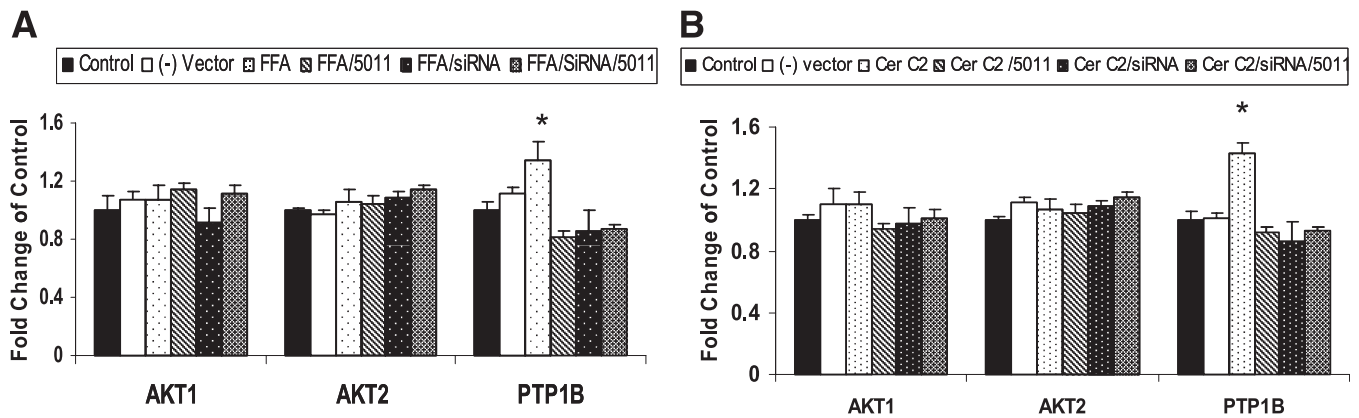 A
Control (-) Vector FFA FFA/5011 FFA/siRNA FFA/SiRNA/5011
Fold Change of Control
1.6
1.2
0.8
0.4
0
*
AKT1 AKT2 PTP1B
B
Control (-) vector Cer C2 Cer C2 /5011 Cer C2/siRNA Cer C2/siRNA/5011
Fold Change of Control
1.6
1.2
0.8
0.4
0
*
AKT1 AKT2 PTP1B